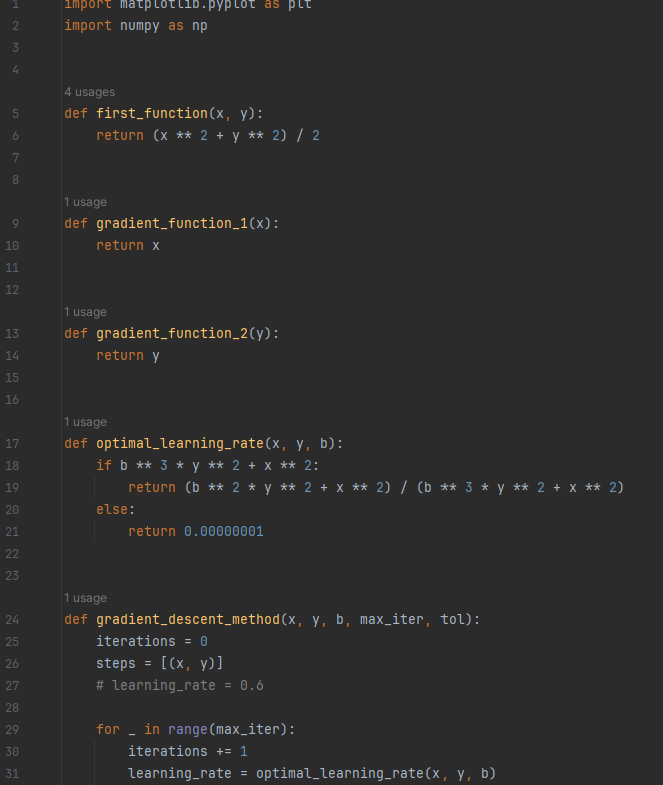 1 import matplotlib.pyplot as plt
2 import numpy as np
3
4
4 usages
5 def first_function(x, y):
6     return (x ** 2 + y ** 2) / 2
7
8
1 usage
9 def gradient_function_1(x):
10     return x
11
12
1 usage
13 def gradient_function_2(y):
14     return y
15
16
1 usage
17 def optimal_learning_rate(x, y, b):
18     if b ** 3 * y ** 2 + x ** 2:
19         return (b ** 2 * y ** 2 + x ** 2) / (b ** 3 * y ** 2 + x ** 2)
20     else:
21         return 0.00000001
22
23
1 usage
24 def gradient_descent_method(x, y, b, max_iter, tol):
25     iterations = 0
26     steps = [(x, y)]
27     # learning_rate = 0.6
28
29     for _ in range(max_iter):
30         iterations += 1
31         learning_rate = optimal_learning_rate(x, y, b)